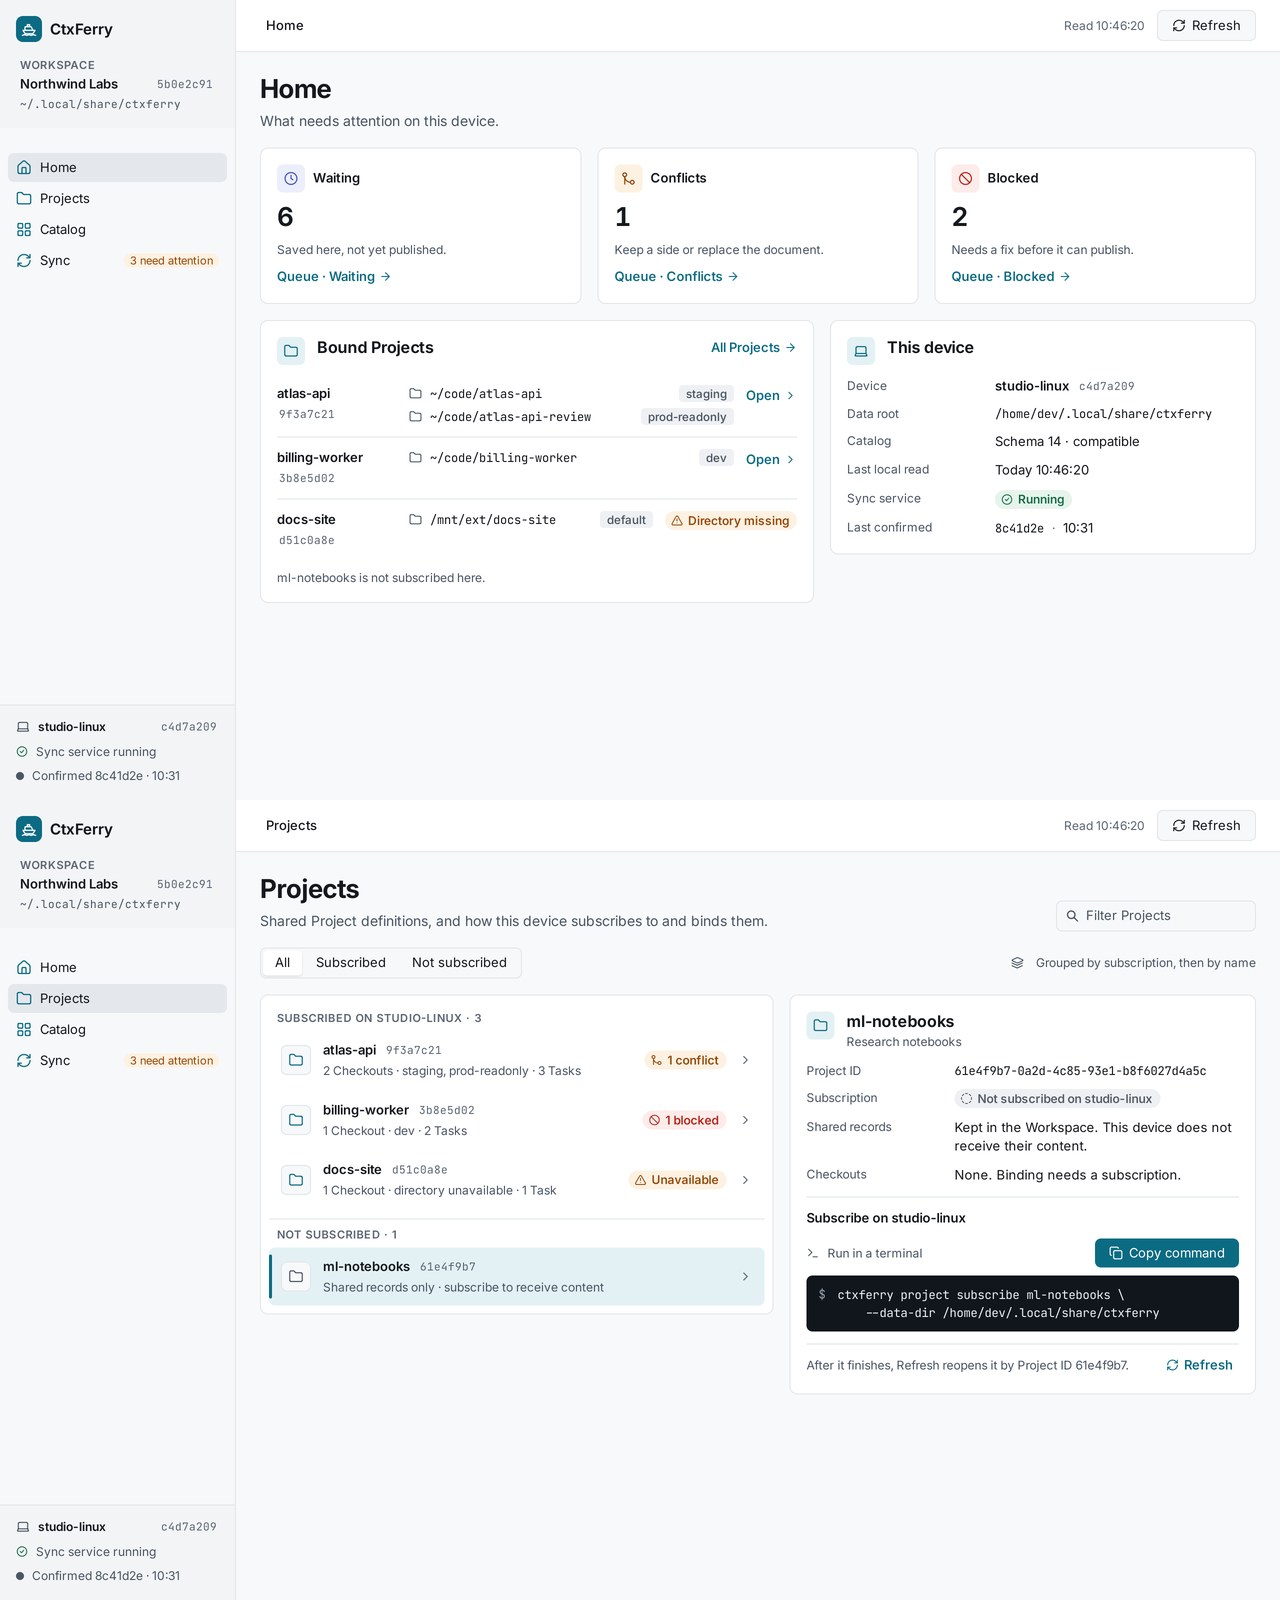 CtxFerry
WORKSPACE
Northwind Labs 5b0e2c91
~/.local/share/ctxferry
Home
Projects
Catalog
Sync 3 need attention
studio-linux c4d7a209
Sync service running
Confirmed 8c41d2e · 10:31
Home
Read 10:46:20 Refresh
Home
What needs attention on this device.
Waiting
6
Saved here, not yet published.
Queue · Waiting →
Conflicts
1
Keep a side or replace the document.
Queue · Conflicts →
Blocked
2
Needs a fix before it can publish.
Queue · Blocked →
Bound Projects All Projects →
atlas-api ~/code/atlas-api staging Open
9f3a7c21 ~/code/atlas-api-review prod-readonly
billing-worker ~/code/billing-worker dev Open
3b8e5d02
docs-site /mnt/ext/docs-site default Directory missing
d51c0a8e
ml-notebooks is not subscribed here.
This device
Device studio-linux c4d7a209
Data root /home/dev/.local/share/ctxferry
Catalog Schema 14 · compatible
Last local read Today 10:46:20
Sync service Running
Last confirmed 8c41d2e · 10:31
CtxFerry
WORKSPACE
Northwind Labs 5b0e2c91
~/.local/share/ctxferry
Home
Projects
Catalog
Sync 3 need attention
studio-linux c4d7a209
Sync service running
Confirmed 8c41d2e · 10:31
Projects
Read 10:46:20 Refresh
Projects
Shared Project definitions, and how this device subscribes to and binds them.
Filter Projects
All Subscribed Not subscribed
Grouped by subscription, then by name
SUBSCRIBED ON STUDIO-LINUX · 3
atlas-api 9f3a7c21
2 Checkouts · staging, prod-readonly · 3 Tasks
1 conflict
billing-worker 3b8e5d02
1 Checkout · dev · 2 Tasks
1 blocked
docs-site d51c0a8e
1 Checkout · directory unavailable · 1 Task
Unavailable
NOT SUBSCRIBED · 1
ml-notebooks 61e4f9b7
Shared records only · subscribe to receive content
ml-notebooks
Research notebooks
Project ID 61e4f9b7-0a2d-4c85-93e1-b8f6027d4a5c
Subscription Not subscribed on studio-linux
Shared records Kept in the Workspace. This device does not
receive their content.
Checkouts None. Binding needs a subscription.
Subscribe on studio-linux
Run in a terminal Copy command
$ ctxferry project subscribe ml-notebooks \
--data-dir /home/dev/.local/share/ctxferry
After it finishes, Refresh reopens it by Project ID 61e4f9b7. Refresh